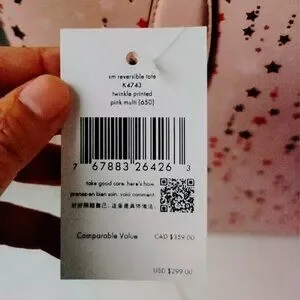 sm reversible tote
K4743
twinkle printed
pink multi (650)
7 67883 26426 3
take good care. here's how.
prenez-en bien soin. voici comment.
Comparable Value CAD $359.00
USD $299.00